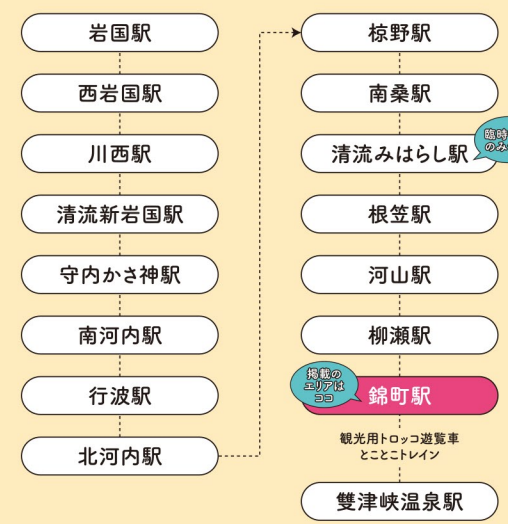 岩国駅
西岩国駅
川西駅
清流新岩国駅
守内かさ神駅
南河内駅
行波駅
北河内駅
椋野駅
南桑駅
臨時
のみ
清流みはらし駅
根笠駅
河山駅
柳瀬駅
掲載の
エリアは
ココ
錦町駅
観光用トロッコ遊覧車
とことこトレイン
雙津峡温泉駅